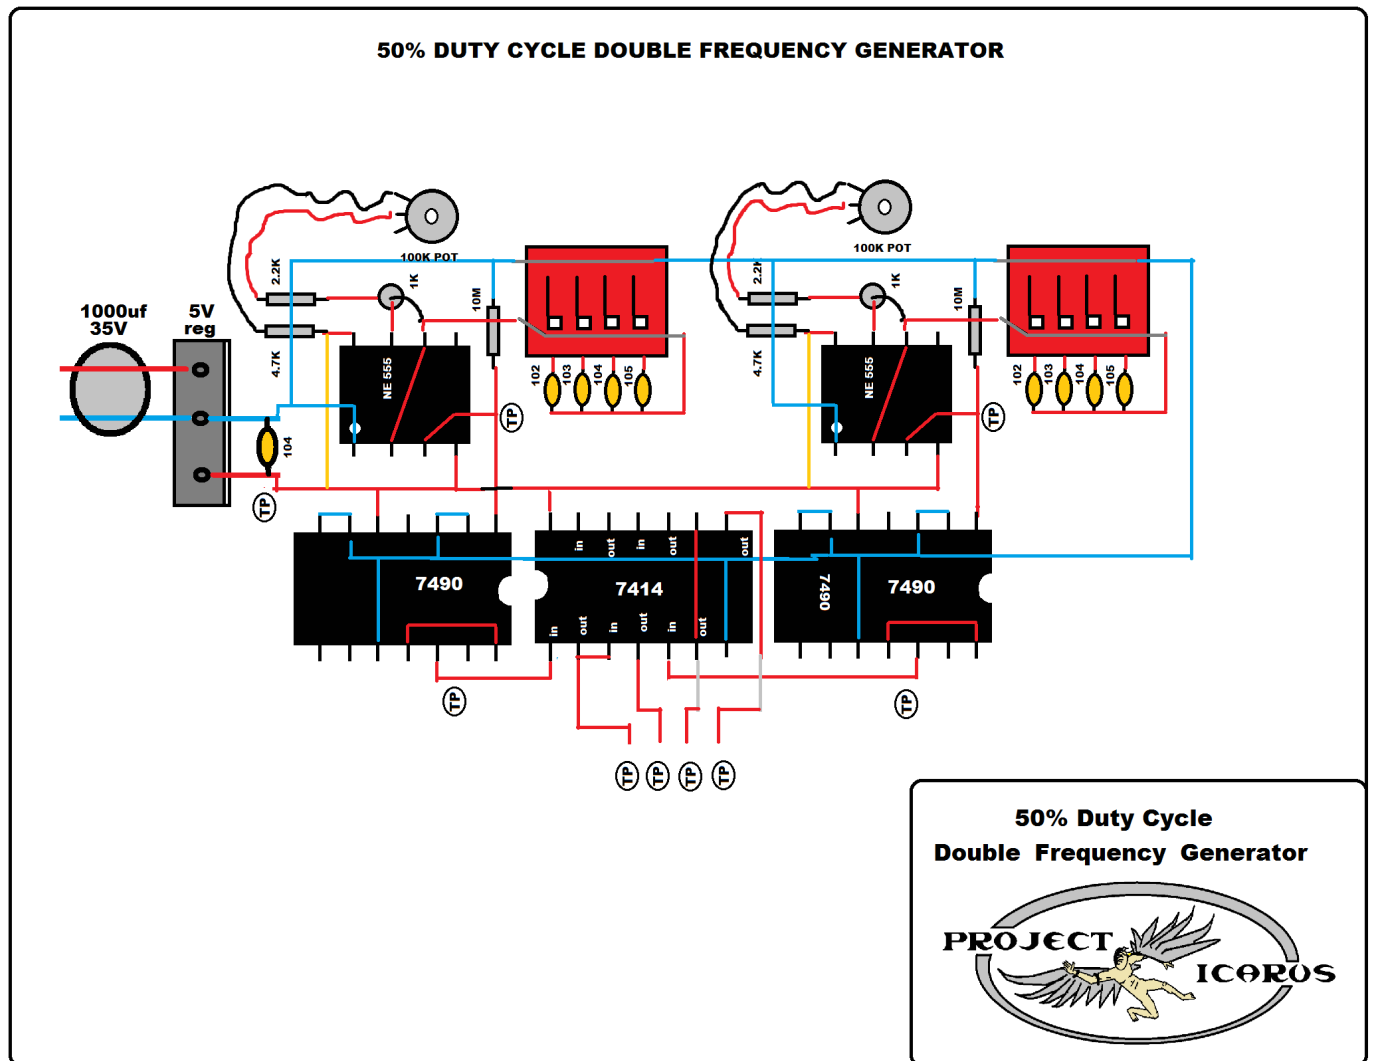 50% DUTY CYCLE DOUBLE FREQUENCY GENERATOR
100K POT
100K POT
2.2K
1K
10M
2.2K
1K
10M
1000uf
35V
5V
reg
4.7K
NE 555
102
103
104
105
4.7K
NE 555
102
103
104
105
TP
TP
104
TP
in
out
in
out
out
7490
7414
7490
7490
in
out
in
out
in
out
TP
TP
TP
TP
TP
TP
50% Duty Cycle
Double Frequency Generator
PROJECT
ICAROS